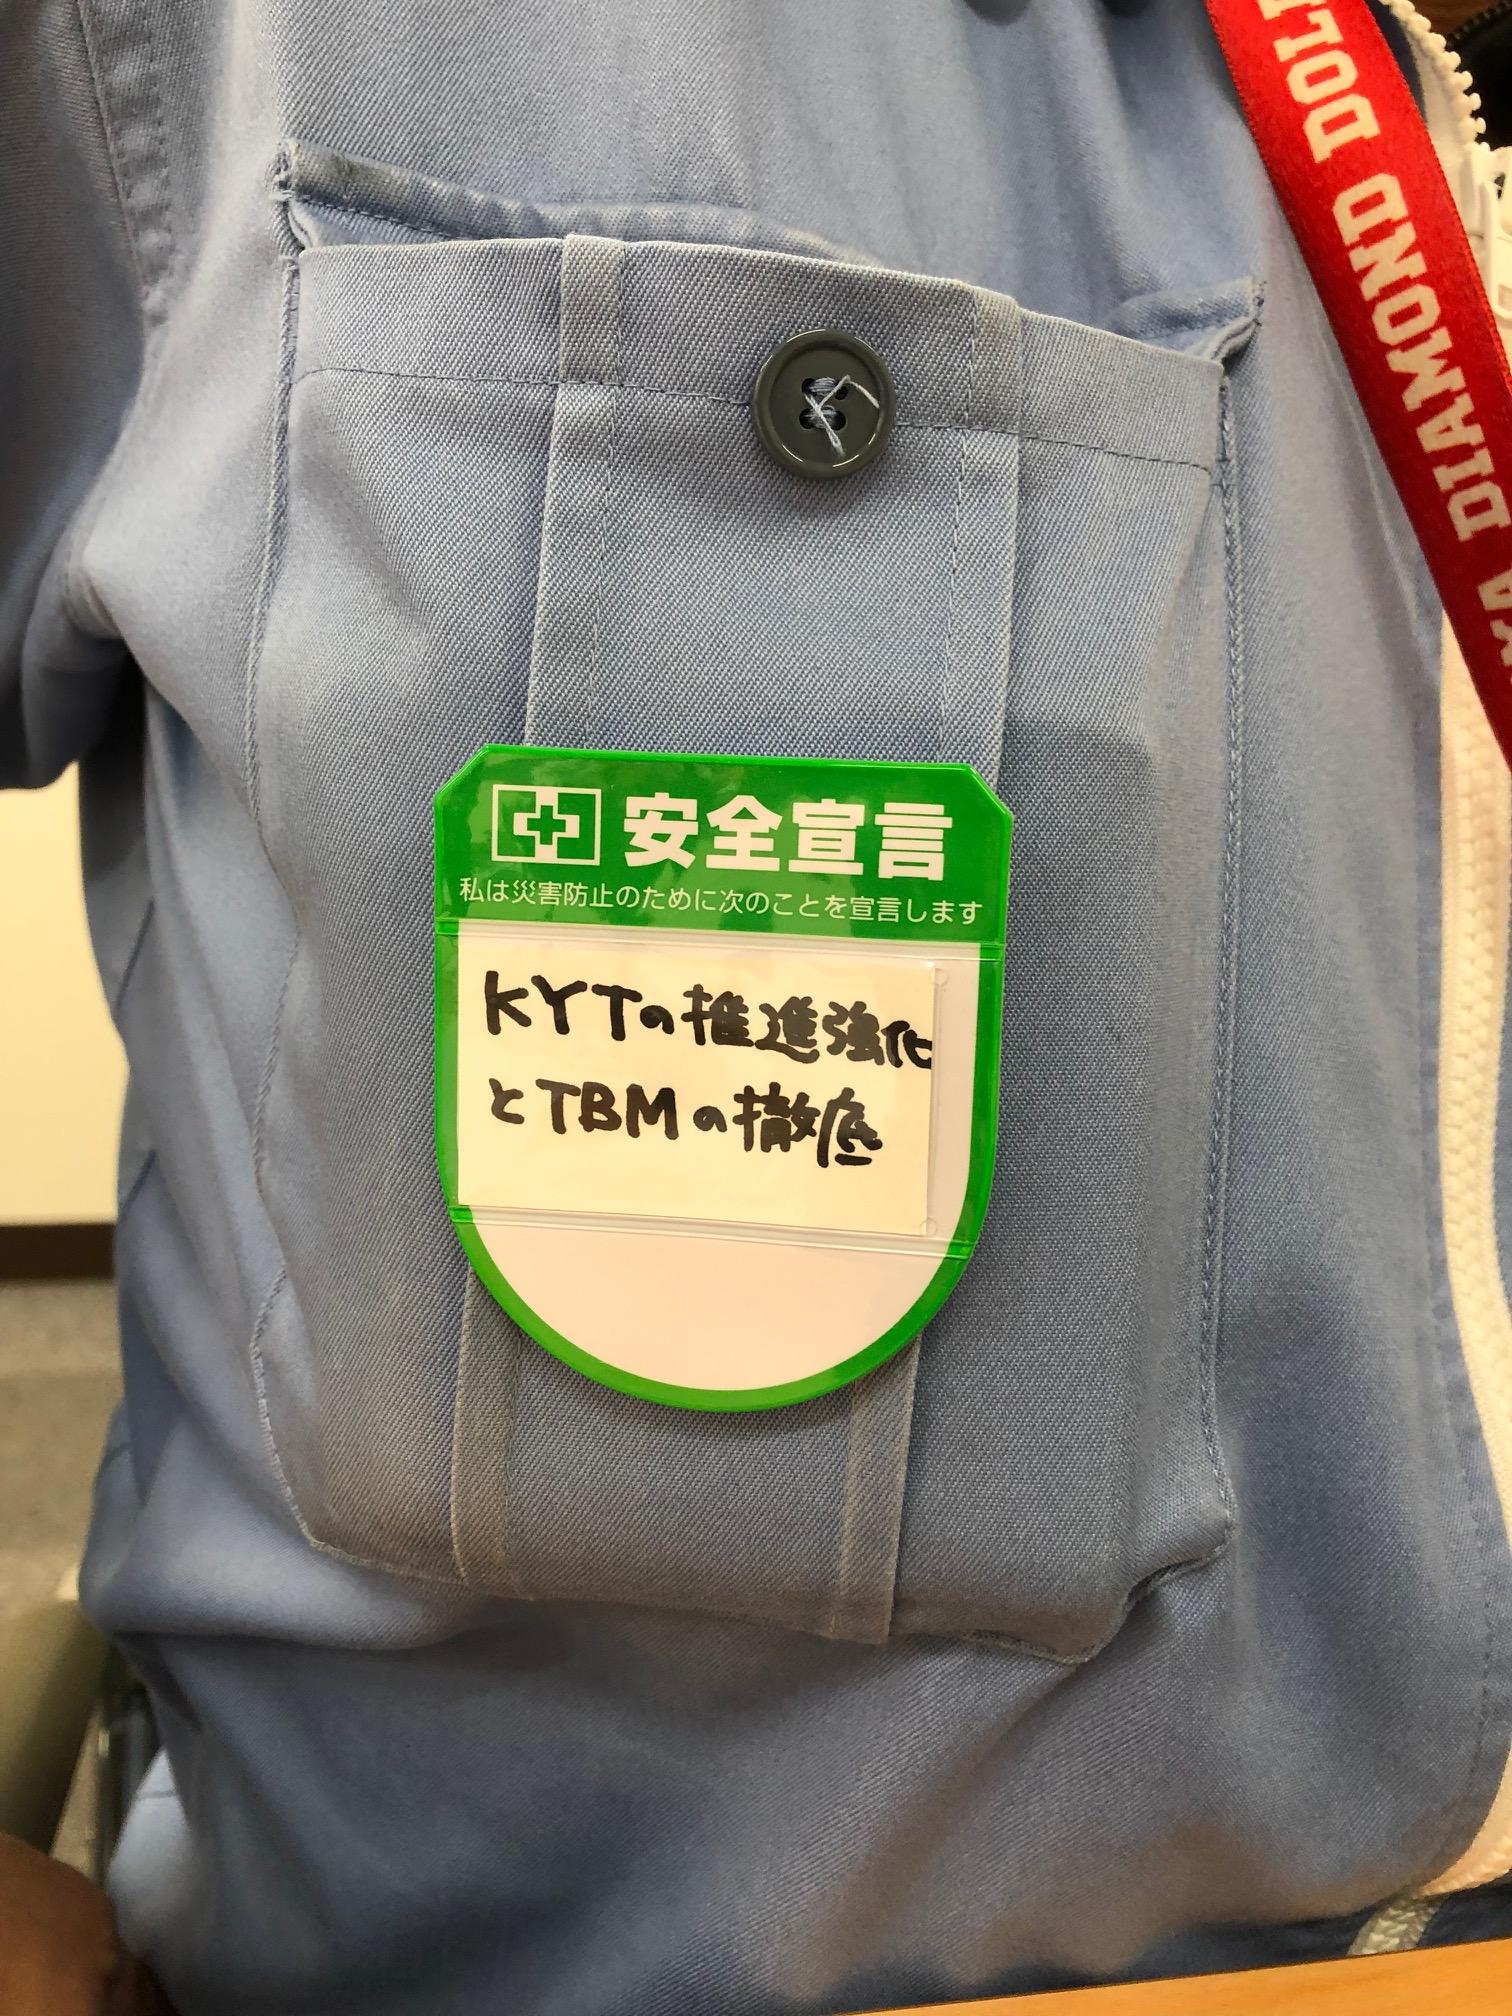 安全宣言
私は災害防止のために次のことを宣言します
KYTの推進強化
とTBMの徹底
DIAMOND